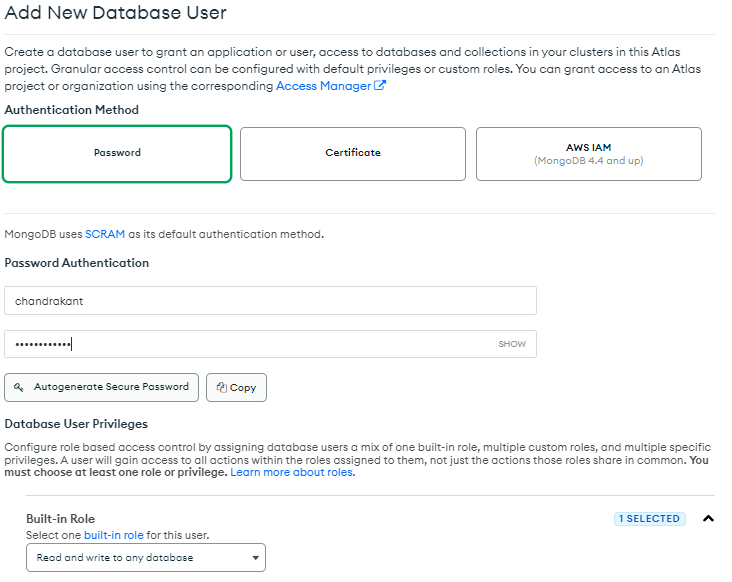 Add New Database User
Create a database user to grant an application or user, access to databases and collections in your clusters in this Atlas
project. Granular access control can be configured with default privileges or custom roles. You can grant access to an Atlas
project or organization using the corresponding Access Manager
Authentication Method
Password
Certificate
AWS IAM
(MongoDB 4.4 and up)
MongoDB uses SCRAM as its default authentication method.
Password Authentication
chandrakant
•••••••••••• SHOW
Autogenerate Secure Password
Copy
Database User Privileges
Configure role based access control by assigning database users a mix of one built-in role, multiple custom roles, and multiple specific
privileges. A user will gain access to all actions within the roles assigned to them, not just the actions those roles share in common. You
must choose at least one role or privilege. Learn more about roles.
Built-in Role
1 SELECTED
Select one built-in role for this user.
Read and write to any database